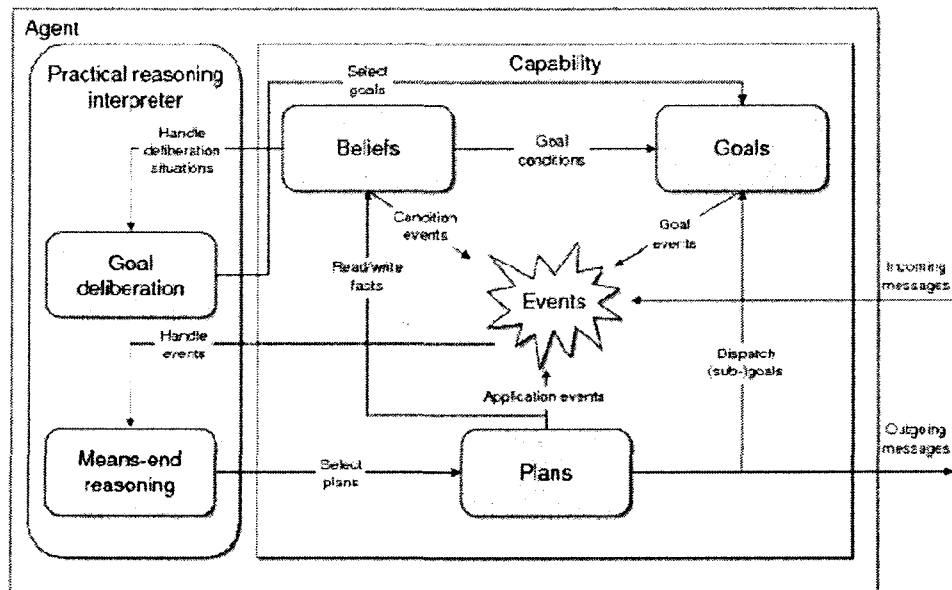 Agent
Practical reasoning
interpreter
Capability
Select
goals
Handle
deliberation
situations
Beliefs
Goal
conditions
Goals
Condition
events
Goal
events
Goal
deliberation
Read/write
fasts
Events
Incoming
messages
Handle
events
Dispatch
(sub-)goals
Application events
Outgoing
messages
Means-end
reasoning
Select
plans
Plans